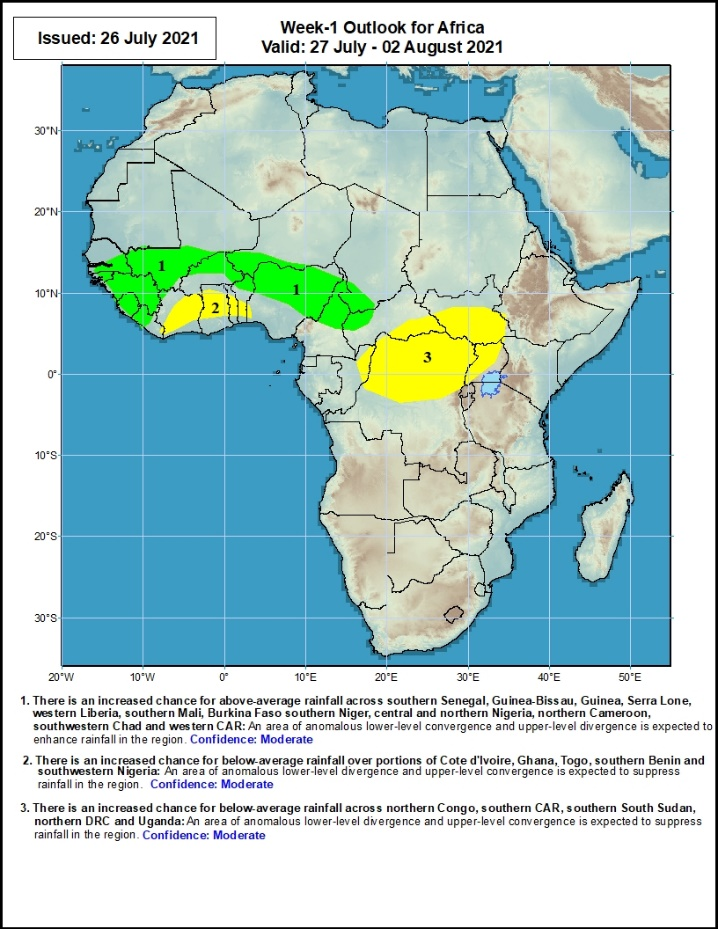 Issued: 26 July 2021
Week-1 Outlook for Africa
Valid: 27 July - 02 August 2021
30°N
20°N
10°N
0°
10°S
20°S
30°S
1
1
2
3
20°W
10°W
0°
10°E
20°E
30°E
40°E
50°E
1. There is an increased chance for above-average rainfall across southern Senegal, Guinea-Bissau, Guinea, Serra Lone,
western Liberia, southern Mali, Burkina Faso southern Niger, central and northern Nigeria, northern Cameroon,
southwestern Chad and western CAR: An area of anomalous lower-level convergence and upper-level divergence is expected to
enhance rainfall in the region. Confidence: Moderate
2. There is an increased chance for below-average rainfall over portions of Cote d'Ivoire, Ghana, Togo, southern Benin and
southwestern Nigeria: An area of anomalous lower-level divergence and upper-level convergence is expected to suppress
rainfall in the region. Confidence: Moderate
3. There is an increased chance for below-average rainfall across northern Congo, southern CAR, southern South Sudan,
northern DRC and Uganda: An area of anomalous lower-level divergence and upper-level convergence is expected to suppress
rainfall in the region. Confidence: Moderate